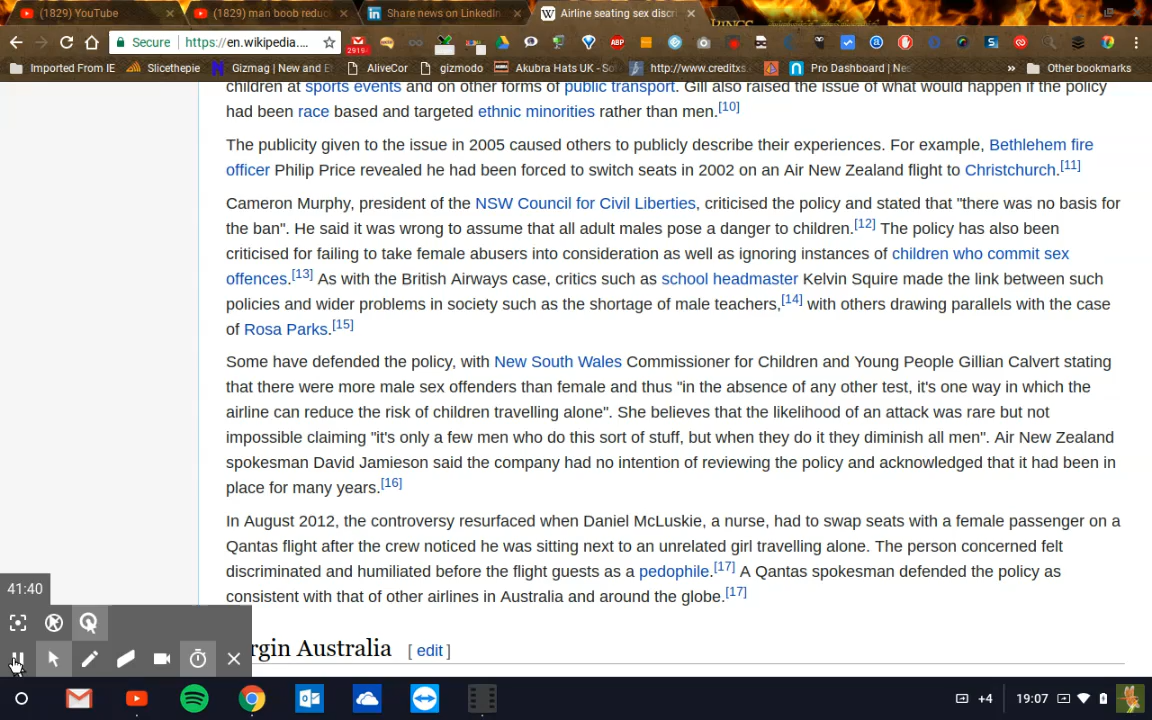 (1829) YouTube
(1829) man boob redu
Share news on LinkedIn
Airline seating sex discri
Secure
https://en.wikipedia....
Imported From IE
Slicethepie
Gizmag | New and E
AliveCor
gizmodo
Akubra Hats UK - So
http://www.creditxs.
Pro Dashboard | Ne
»
Other bookmarks
children at sports events and on other forms of public transport. Gill also raised the issue of what would happen if the policy
had been race based and targeted ethnic minorities rather than men.[10]
The publicity given to the issue in 2005 caused others to publicly describe their experiences. For example, Bethlehem fire
officer Philip Price revealed he had been forced to switch seats in 2002 on an Air New Zealand flight to Christchurch.[11]
Cameron Murphy, president of the NSW Council for Civil Liberties, criticised the policy and stated that "there was no basis for
the ban". He said it was wrong to assume that all adult males pose a danger to children.[12] The policy has also been
criticised for failing to take female abusers into consideration as well as ignoring instances of children who commit sex
offences.[13] As with the British Airways case, critics such as school headmaster Kelvin Squire made the link between such
policies and wider problems in society such as the shortage of male teachers,[14] with others drawing parallels with the case
of Rosa Parks.[15]
Some have defended the policy, with New South Wales Commissioner for Children and Young People Gillian Calvert stating
that there were more male sex offenders than female and thus "in the absence of any other test, it's one way in which the
airline can reduce the risk of children travelling alone". She believes that the likelihood of an attack was rare but not
impossible claiming "it's only a few men who do this sort of stuff, but when they do it they diminish all men". Air New Zealand
spokesman David Jamieson said the company had no intention of reviewing the policy and acknowledged that it had been in
place for many years.[16]
In August 2012, the controversy resurfaced when Daniel McLuskie, a nurse, had to swap seats with a female passenger on a
Qantas flight after the crew noticed he was sitting next to an unrelated girl travelling alone. The person concerned felt
discriminated and humiliated before the flight guests as a pedophile.[17] A Qantas spokesman defended the policy as
consistent with that of other airlines in Australia and around the globe.[17]
41:40
rgin Australia [ edit ]
+4
19:07